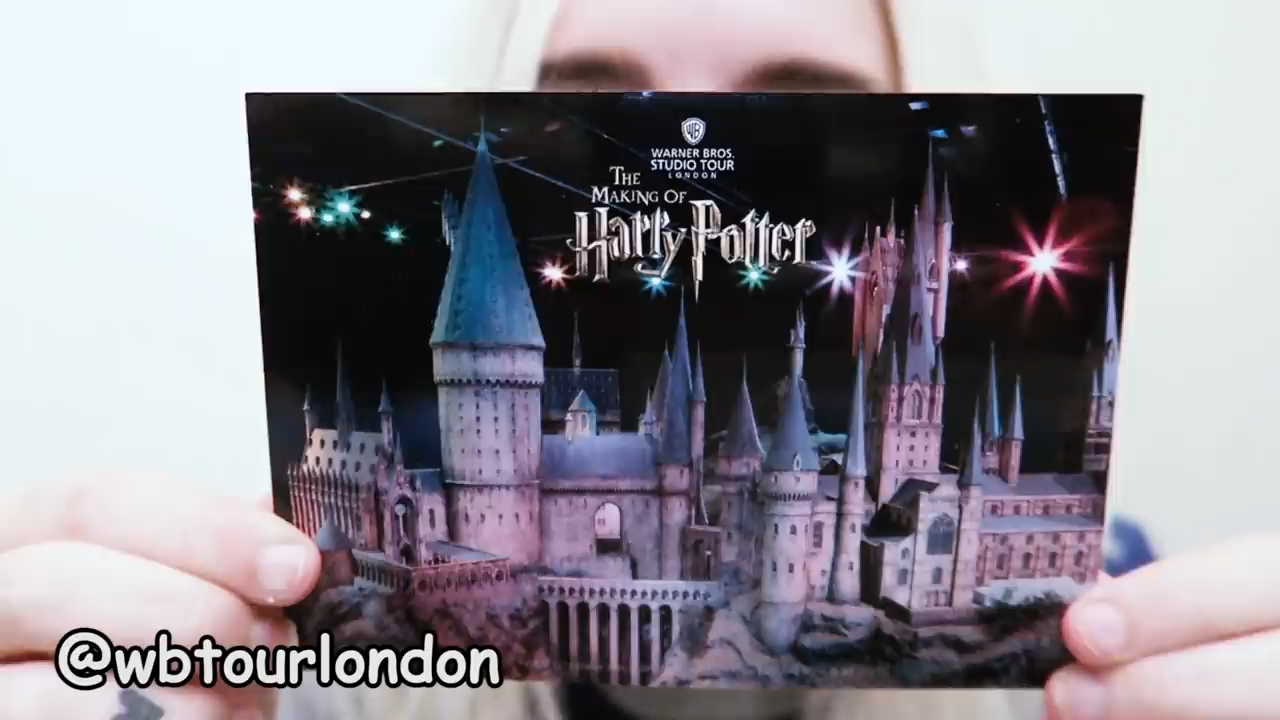 WB
WARNER BROS.
STUDIO TOUR
LONDON
THE
MAKING OF
Harry Potter
@wbtourlondon